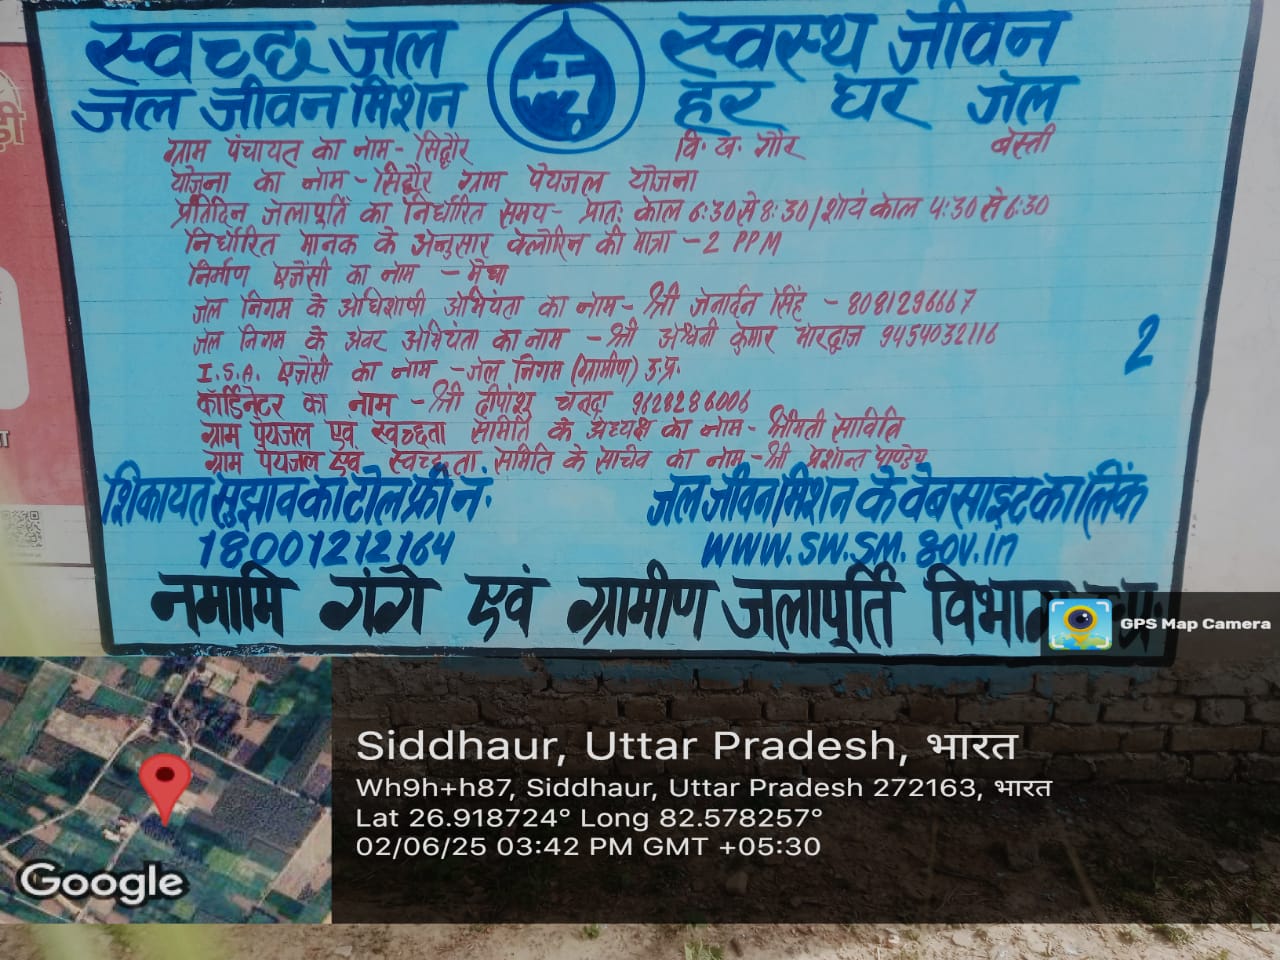 स्वच्छ जल स्वस्थ जीवन
जल जीवन मिशन हर घर जल
ग्राम पंचायत का नाम - सिद्धौर वि. ख. गौर बस्ती
योजना का नाम - सिद्धौर ग्राम पेयजल योजना
प्रतिदिन जलापूर्ति का निर्धारित समय - प्रातः काल 6:30 से 8:30 / शायं काल 4:30 से 6:30
निर्धारित मानक के अनुसार क्लोरिन की मात्रा - 2 PPM
निर्माण एजेंसी का नाम - मेघा
जल निगम के अधिशाषी अभियंता का नाम - श्री जनार्दन सिंह - 8081296667
जल निगम के अवर अभियंता का नाम - श्री अश्वनी कुमार भारद्वाज 9454032116
2
I.S.A. एजेंसी का नाम - जल निगम (ग्रामीण) उ.प्र.
कॉर्डिनेटर का नाम - श्री दीपांशु 9628286006
ग्राम पेयजल एवं स्वच्छता समिति के अध्यक्ष का नाम - श्रीमती सावित्रि
ग्राम पेयजल एवं स्वच्छता समिति के सचिव का नाम - श्री प्रशान्त पाण्डेय
शिकायत सुझाव का टोल फ्री नं. जल जीवन मिशन के वेबसाइट का लिंक
18001212164 www.sw.sm.gov.in
नमामि गंगे एवं ग्रामीण जलापूर्ति विभाग उ.प्र.
GPS Map Camera
Siddhaur, Uttar Pradesh, भारत
Wh9h+h87, Siddhaur, Uttar Pradesh 272163, भारत
Lat 26.918724° Long 82.578257°
02/06/25 03:42 PM GMT +05:30
Google